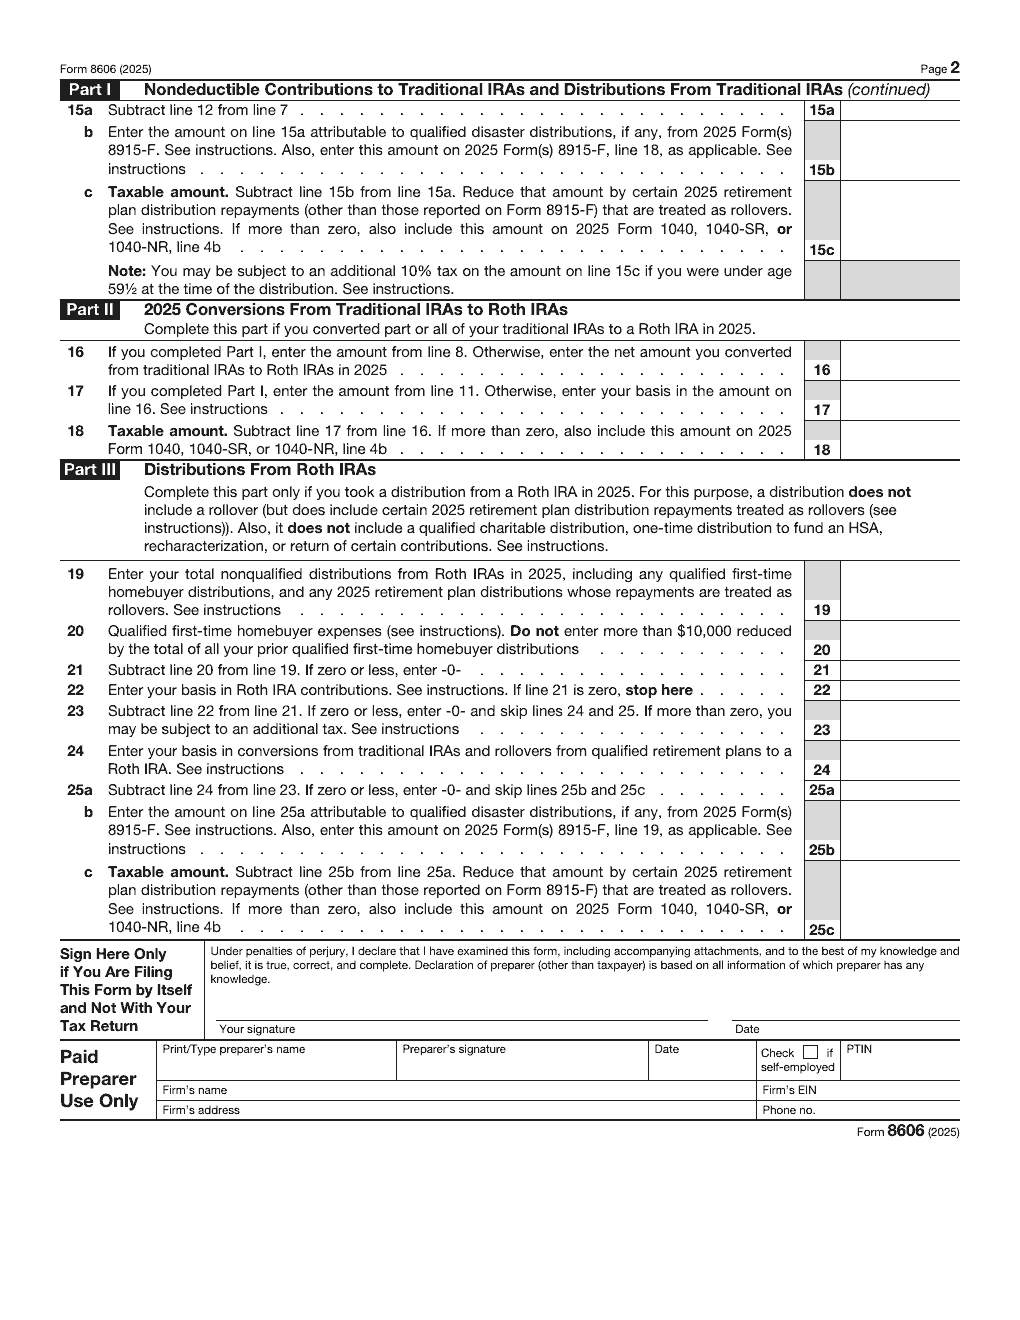 Form 8606 (2025) Page 2
Part I Nondeductible Contributions to Traditional IRAs and Distributions From Traditional IRAs (continued)
15a Subtract line 12 from line 7 . . . . . . . . . . . . . . . . . . . . . . . . . 15a
b Enter the amount on line 15a attributable to qualified disaster distributions, if any, from 2025 Form(s)
8915-F. See instructions. Also, enter this amount on 2025 Form(s) 8915-F, line 18, as applicable. See
instructions . . . . . . . . . . . . . . . . . . . . . . . . . . . . . . 15b
c Taxable amount. Subtract line 15b from line 15a. Reduce that amount by certain 2025 retirement
plan distribution repayments (other than those reported on Form 8915-F) that are treated as rollovers.
See instructions. If more than zero, also include this amount on 2025 Form 1040, 1040-SR, or
1040-NR, line 4b . . . . . . . . . . . . . . . . . . . . . . . . . . . . 15c
Note: You may be subject to an additional 10% tax on the amount on line 15c if you were under age
59½ at the time of the distribution. See instructions.
Part II 2025 Conversions From Traditional IRAs to Roth IRAs
Complete this part if you converted part or all of your traditional IRAs to a Roth IRA in 2025.
16 If you completed Part I, enter the amount from line 8. Otherwise, enter the net amount you converted
from traditional IRAs to Roth IRAs in 2025 . . . . . . . . . . . . . . . . . . . . 16
17 If you completed Part I, enter the amount from line 11. Otherwise, enter your basis in the amount on
line 16. See instructions . . . . . . . . . . . . . . . . . . . . . . . . . . 17
18 Taxable amount. Subtract line 17 from line 16. If more than zero, also include this amount on 2025
Form 1040, 1040-SR, or 1040-NR, line 4b . . . . . . . . . . . . . . . . . . . . 18
Part III Distributions From Roth IRAs
Complete this part only if you took a distribution from a Roth IRA in 2025. For this purpose, a distribution does not
include a rollover (but does include certain 2025 retirement plan distribution repayments treated as rollovers (see
instructions)). Also, it does not include a qualified charitable distribution, one-time distribution to fund an HSA,
recharacterization, or return of certain contributions. See instructions.
19 Enter your total nonqualified distributions from Roth IRAs in 2025, including any qualified first-time
homebuyer distributions, and any 2025 retirement plan distributions whose repayments are treated as
rollovers. See instructions . . . . . . . . . . . . . . . . . . . . . . . . . 19
20 Qualified first-time homebuyer expenses (see instructions). Do not enter more than $10,000 reduced
by the total of all your prior qualified first-time homebuyer distributions . . . . . . . . . . 20
21 Subtract line 20 from line 19. If zero or less, enter -0- . . . . . . . . . . . . . . . . 21
22 Enter your basis in Roth IRA contributions. See instructions. If line 21 is zero, stop here . . . . . 22
23 Subtract line 22 from line 21. If zero or less, enter -0- and skip lines 24 and 25. If more than zero, you
may be subject to an additional tax. See instructions . . . . . . . . . . . . . . . . 23
24 Enter your basis in conversions from traditional IRAs and rollovers from qualified retirement plans to a
Roth IRA. See instructions . . . . . . . . . . . . . . . . . . . . . . . . . 24
25a Subtract line 24 from line 23. If zero or less, enter -0- and skip lines 25b and 25c . . . . . . . 25a
b Enter the amount on line 25a attributable to qualified disaster distributions, if any, from 2025 Form(s)
8915-F. See instructions. Also, enter this amount on 2025 Form(s) 8915-F, line 19, as applicable. See
instructions . . . . . . . . . . . . . . . . . . . . . . . . . . . . . . 25b
c Taxable amount. Subtract line 25b from line 25a. Reduce that amount by certain 2025 retirement
plan distribution repayments (other than those reported on Form 8915-F) that are treated as rollovers.
See instructions. If more than zero, also include this amount on 2025 Form 1040, 1040-SR, or
1040-NR, line 4b . . . . . . . . . . . . . . . . . . . . . . . . . . . . 25c
Sign Here Only
if You Are Filing
This Form by Itself
and Not With Your
Tax Return
Under penalties of perjury, I declare that I have examined this form, including accompanying attachments, and to the best of my knowledge and
belief, it is true, correct, and complete. Declaration of preparer (other than taxpayer) is based on all information of which preparer has any
knowledge.
Your signature Date
Paid
Preparer
Use Only
Print/Type preparer's name Preparer's signature Date Check if
self-employed PTIN
Firm's name Firm's EIN
Firm's address Phone no.
Form 8606 (2025)